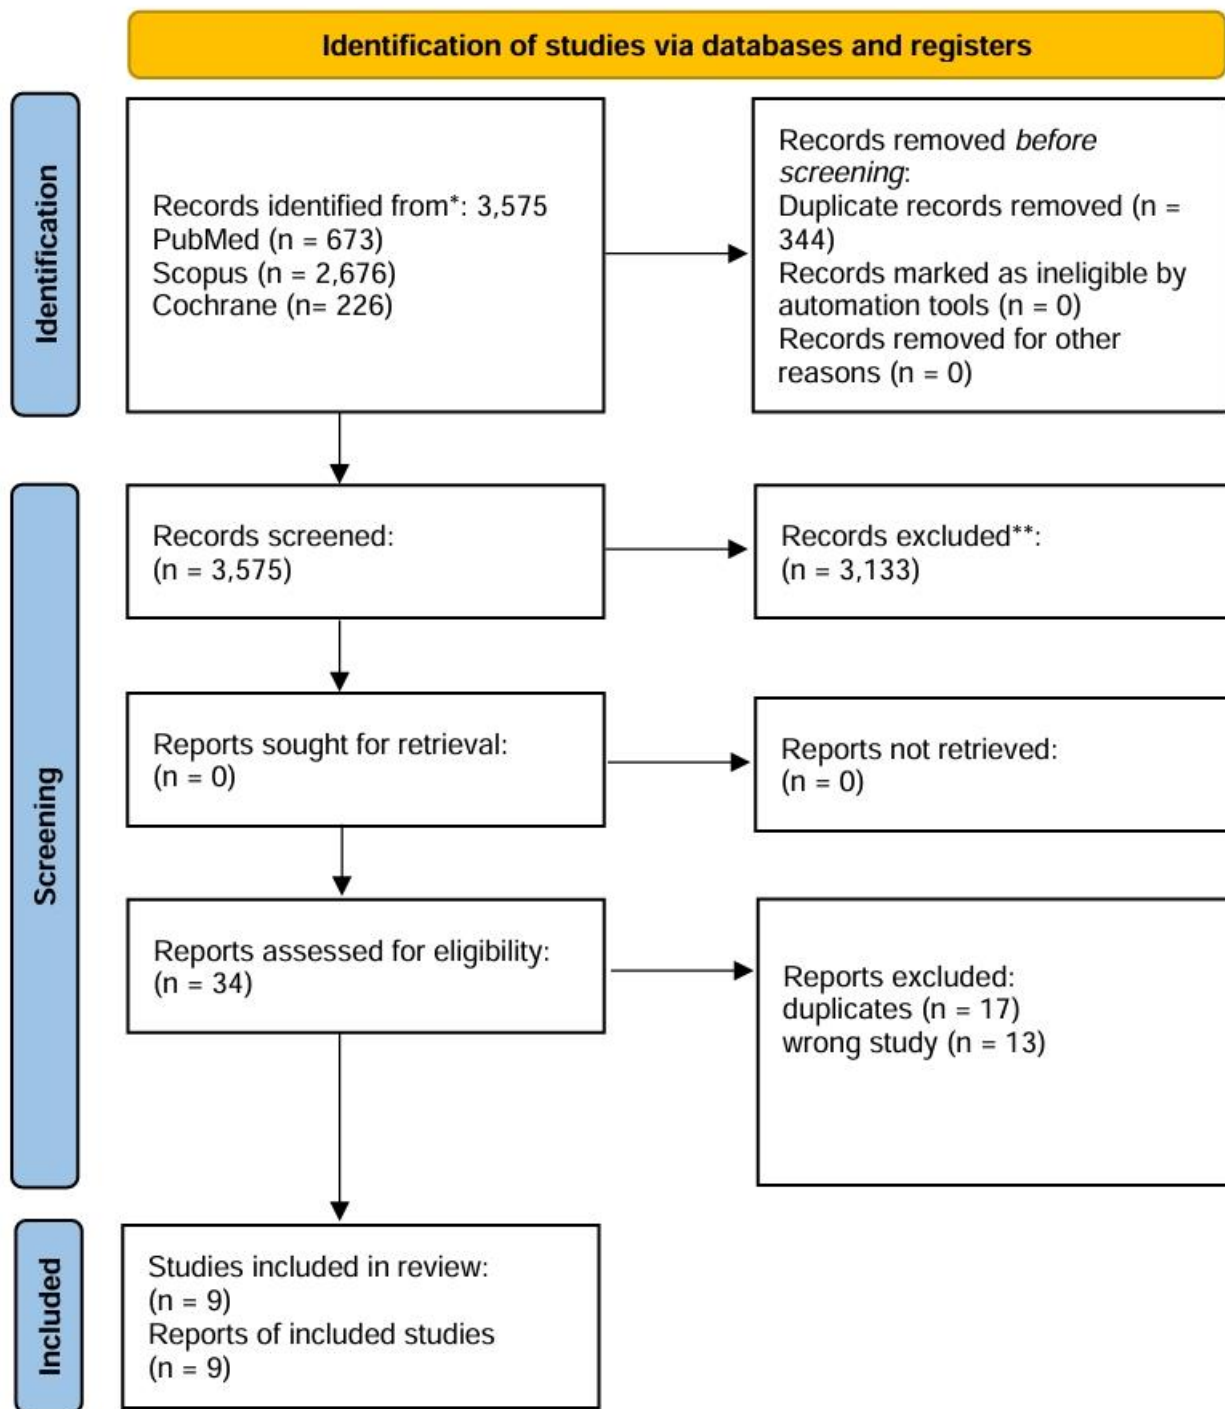 Identification of studies via databases and registers
Identification
Records identified from*: 3,575
PubMed (n = 673)
Scopus (n = 2,676)
Cochrane (n= 226)
Records removed before
screening:
Duplicate records removed (n =
344)
Records marked as ineligible by
automation tools (n = 0)
Records removed for other
reasons (n = 0)
Screening
Records screened:
(n = 3,575)
Records excluded**:
(n = 3,133)
Reports sought for retrieval:
(n = 0)
Reports not retrieved:
(n = 0)
Reports assessed for eligibility:
(n = 34)
Reports excluded:
duplicates (n = 17)
wrong study (n = 13)
Included
Studies included in review:
(n = 9)
Reports of included studies
(n = 9)